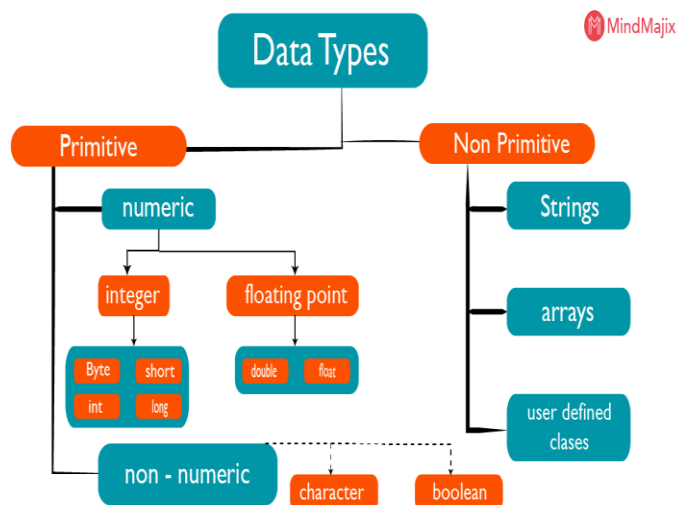 MindMajix
Data Types
Primitive
Non Primitive
numeric
Strings
integer
floating point
arrays
Byte
short
int
long
double
float
user defined
clases
non - numeric
character
boolean